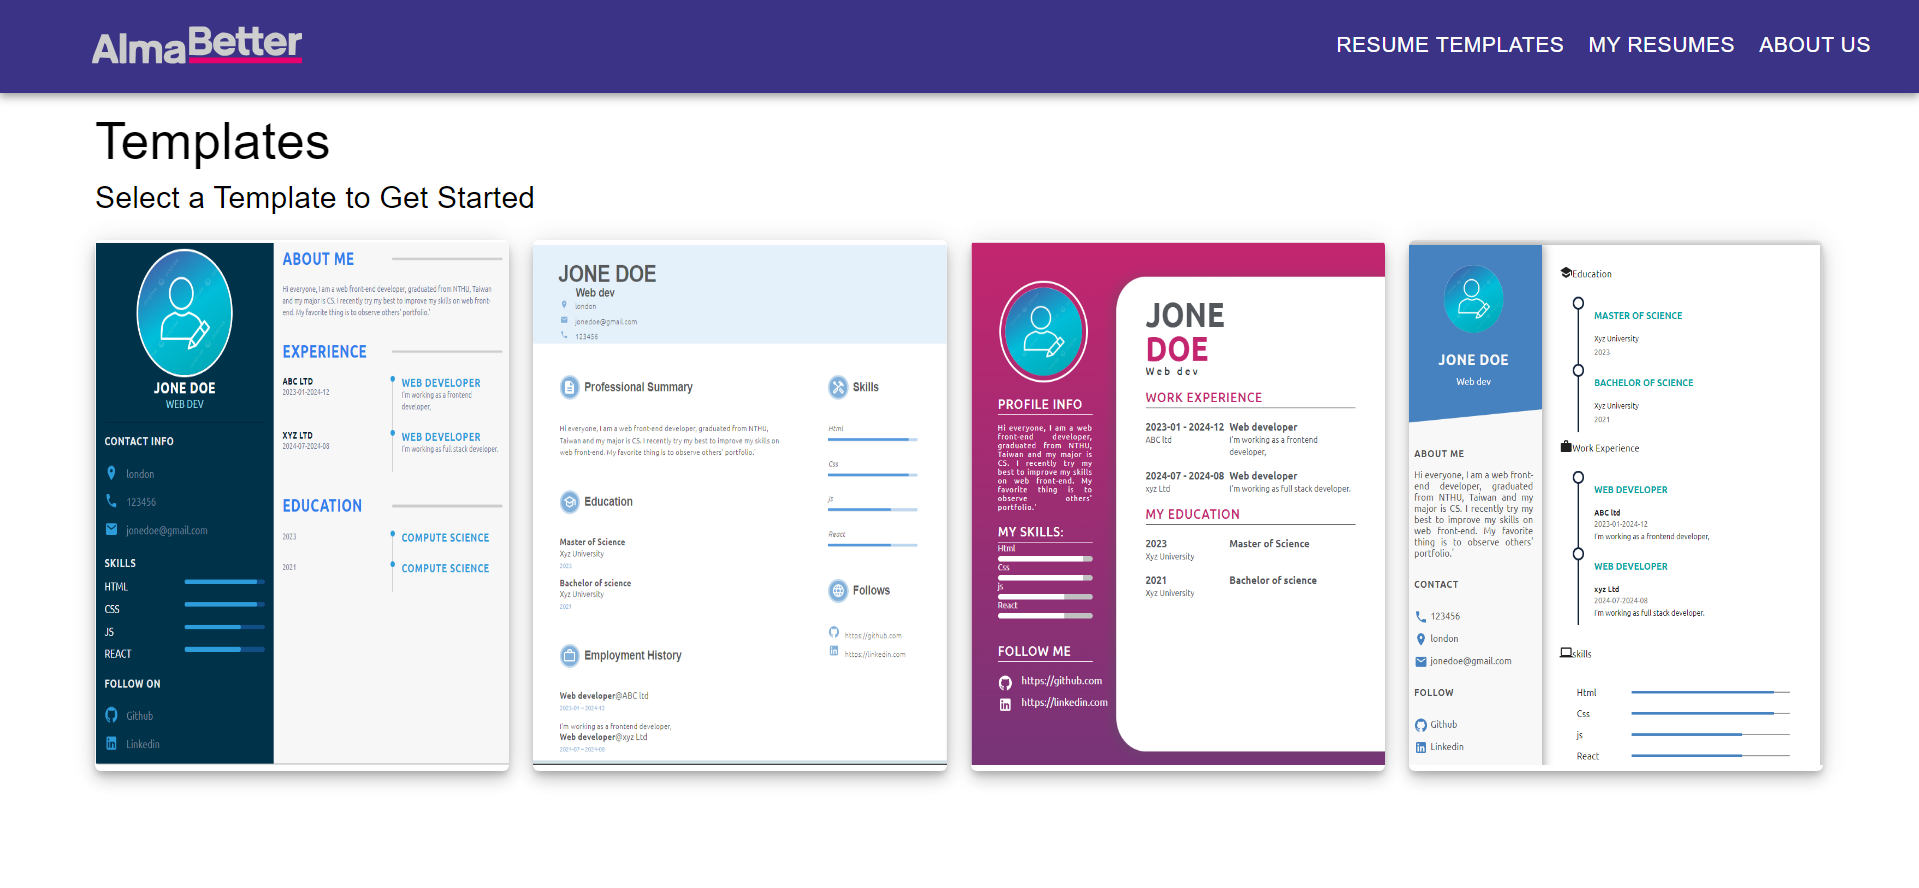 AlmaBetter
RESUME TEMPLATES
MY RESUMES
ABOUT US
Templates
Select a Template to Get Started
JONE DOE
WEB DEV
CONTACT INFO
london
123456
jonedoe@gmail.com
SKILLS
HTML
CSS
JS
REACT
FOLLOW ON
Github
Linkedin
ABOUT ME
Hi everyone, I am a web front-end developer, graduated from NTHU, Taiwan
and my major is CS. I recently try my best to improve my skills on web front-
end. My favorite thing is to observe others' portfolio.'
EXPERIENCE
ABC LTD
2023-01-2024-12
WEB DEVELOPER
I'm working as a frontend
developer,
XYZ LTD
2024-07-2024-08
WEB DEVELOPER
I'm working as full stack developer.
EDUCATION
2023
COMPUTE SCIENCE
2021
COMPUTE SCIENCE
JONE DOE
Web dev
london
jonedoe@gmail.com
123456
Professional Summary
Hi everyone, I am a web front-end developer, graduated from NTHU,
Taiwan and my major is CS. I recently try my best to improve my skills on
web front-end. My favorite thing is to observe others' portfolio.'
Education
Master of Science
Xyz University
2023
Bachelor of science
Xyz University
2021
Employment History
Web developer@ABC ltd
2023-01 - 2024-12
I'm working as a frontend developer,
Web developer@xyz Ltd
2024-07 - 2024-08
Skills
Html
Css
js
React
Follows
https://github.com
https://linkedin.com
PROFILE INFO
Hi everyone, I am a web
front-end developer,
graduated from NTHU,
Taiwan and my major is
CS. I recently try my
best to improve my skills
on web front-end. My
favorite thing is to
observe others'
portfolio.'
MY SKILLS:
Html
Css
js
React
FOLLOW ME
https://github.com
https://linkedin.com
JONE
DOE
Web dev
WORK EXPERIENCE
2023-01 - 2024-12 Web developer
ABC ltd I'm working as a frontend
developer,
2024-07 - 2024-08 Web developer
xyz Ltd I'm working as full stack developer.
MY EDUCATION
2023 Master of Science
Xyz University
2021 Bachelor of science
Xyz University
JONE DOE
Web dev
ABOUT ME
Hi everyone, I am a web front-
end developer, graduated
from NTHU, Taiwan and my
major is CS. I recently try my
best to improve my skills on
web front-end. My favorite
thing is to observe others'
portfolio.'
CONTACT
123456
london
jonedoe@gmail.com
FOLLOW
Github
Linkedin
Education
MASTER OF SCIENCE
Xyz University
2023
BACHELOR OF SCIENCE
Xyz University
2021
Work Experience
WEB DEVELOPER
ABC ltd
2023-01-2024-12
I'm working as a frontend developer,
WEB DEVELOPER
xyz Ltd
2024-07-2024-08
I'm working as full stack developer.
skills
Html
Css
js
React